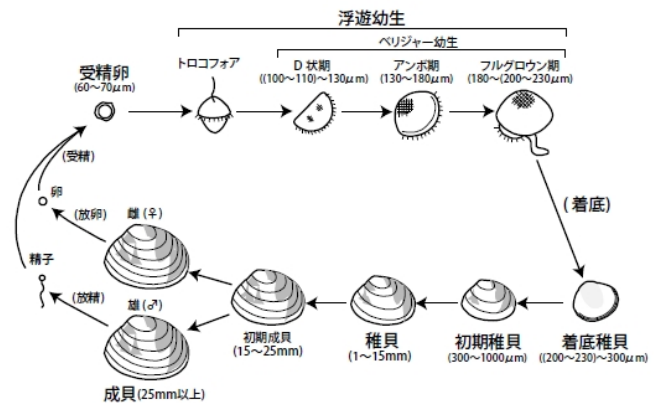 浮遊幼生
ベリジャー幼生
受精卵
(60～70μm)
トロコフォア
D 状期
((100～110)～130μm)
アンボ期
(130～180μm)
フルグロウン期
(180～(200～230μm)
(受精)
卵
(放卵)
雌 (♀)
(着底)
精子
(放精)
雄 (♂)
成貝 (25mm以上)
初期成貝
(15～25mm)
稚貝
(1～15mm)
初期稚貝
(300～1000μm)
着底稚貝
((200～230)～300μm)